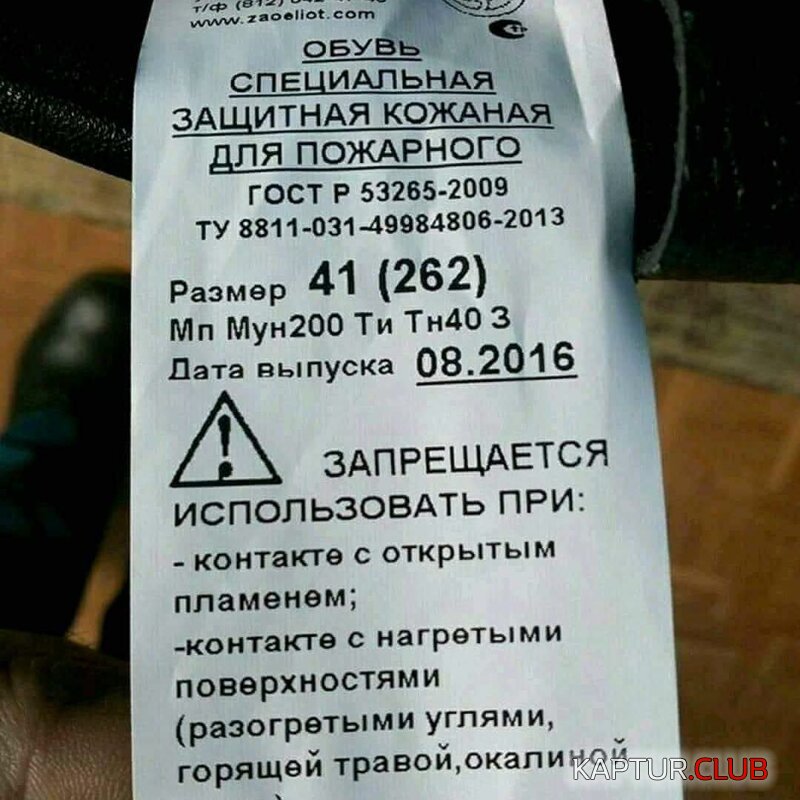 www.zaoeliot.com
ОБУВЬ
СПЕЦИАЛЬНАЯ
ЗАЩИТНАЯ КОЖАНАЯ
ДЛЯ ПОЖАРНОГО
ГОСТ Р 53265-2009
ТУ 8811-031-49984806-2013
Размер 41 (262)
Мп Мун200 Ти Тн40 З
Дата выпуска 08.2016
ЗАПРЕЩАЕТСЯ
ИСПОЛЬЗОВАТЬ ПРИ:
- контакте с открытым
пламенем;
-контакте с нагретыми
поверхностями
(разогретыми углями,
горящей травой,окалиной
KAPTUR.CLUB